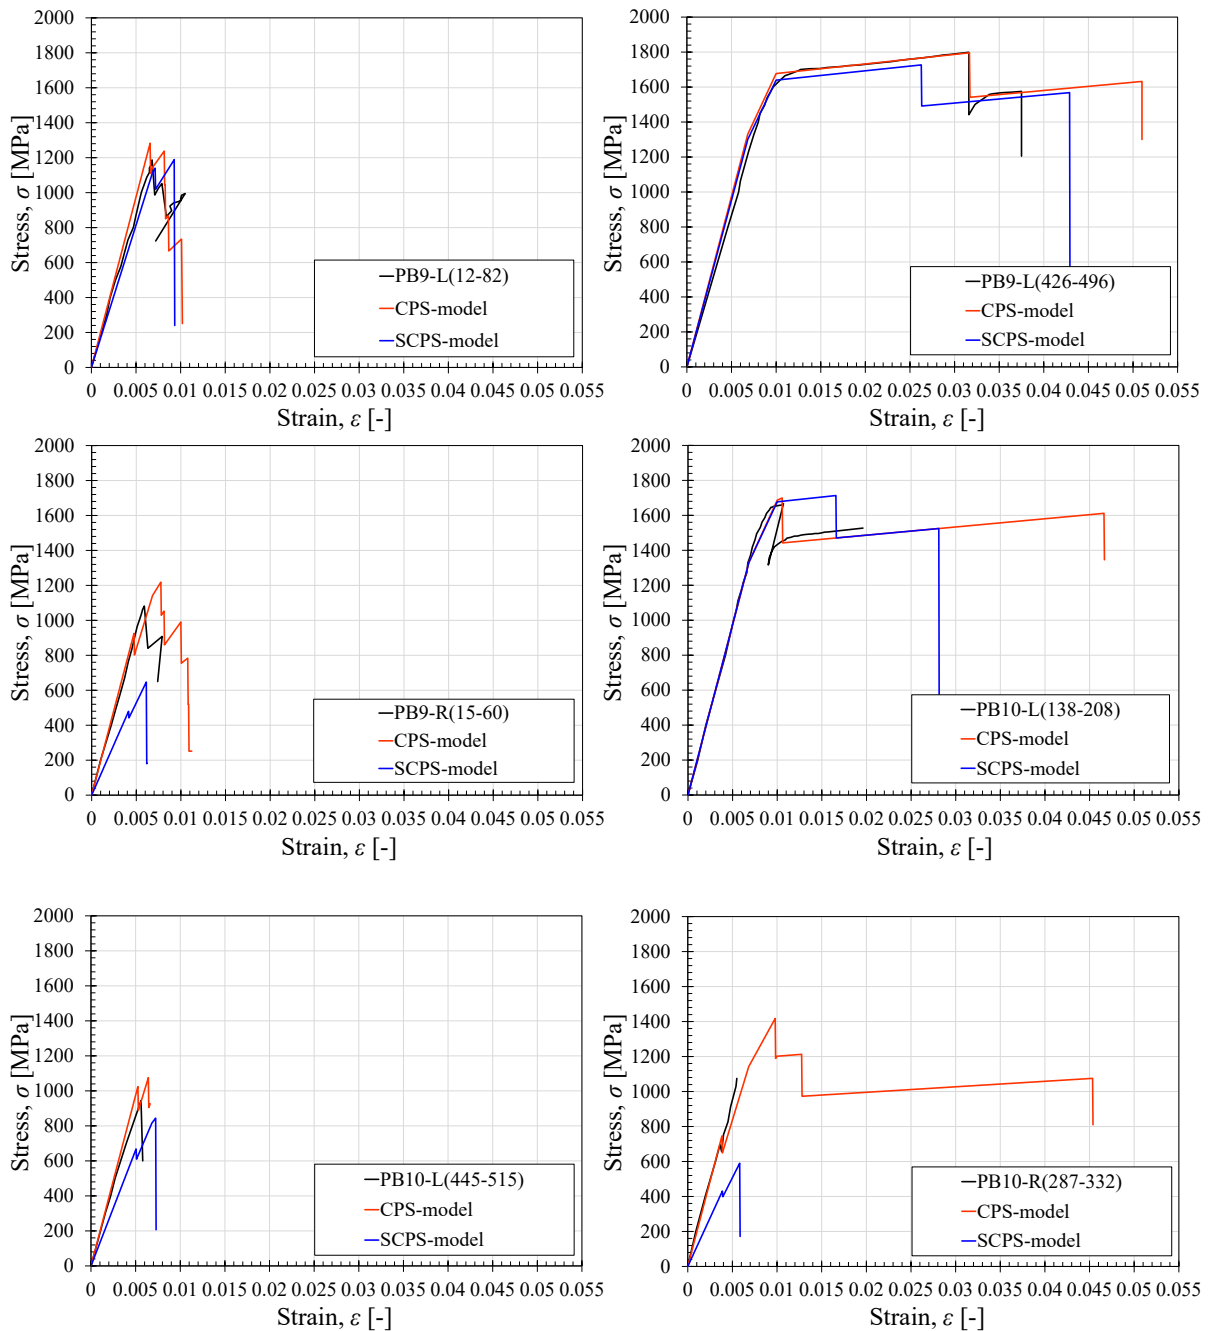 2000
1800
1600
1400
1200
1000
800
600
400
200
0
Stress, σ [MPa]
PB9-L(12-82)
CPS-model
SCPS-model
0 0.005 0.01 0.015 0.02 0.025 0.03 0.035 0.04 0.045 0.05 0.055
Strain, ε [-]
2000
1800
1600
1400
1200
1000
800
600
400
200
0
Stress, σ [MPa]
PB9-L(426-496)
CPS-model
SCPS-model
0 0.005 0.01 0.015 0.02 0.025 0.03 0.035 0.04 0.045 0.05 0.055
Strain, ε [-]
2000
1800
1600
1400
1200
1000
800
600
400
200
0
Stress, σ [MPa]
PB9-R(15-60)
CPS-model
SCPS-model
0 0.005 0.01 0.015 0.02 0.025 0.03 0.035 0.04 0.045 0.05 0.055
Strain, ε [-]
2000
1800
1600
1400
1200
1000
800
600
400
200
0
Stress, σ [MPa]
PB10-L(138-208)
CPS-model
SCPS-model
0 0.005 0.01 0.015 0.02 0.025 0.03 0.035 0.04 0.045 0.05 0.055
Strain, ε [-]
2000
1800
1600
1400
1200
1000
800
600
400
200
0
Stress, σ [MPa]
PB10-L(445-515)
CPS-model
SCPS-model
0 0.005 0.01 0.015 0.02 0.025 0.03 0.035 0.04 0.045 0.05 0.055
Strain, ε [-]
2000
1800
1600
1400
1200
1000
800
600
400
200
0
Stress, σ [MPa]
PB10-R(287-332)
CPS-model
SCPS-model
0 0.005 0.01 0.015 0.02 0.025 0.03 0.035 0.04 0.045 0.05 0.055
Strain, ε [-]